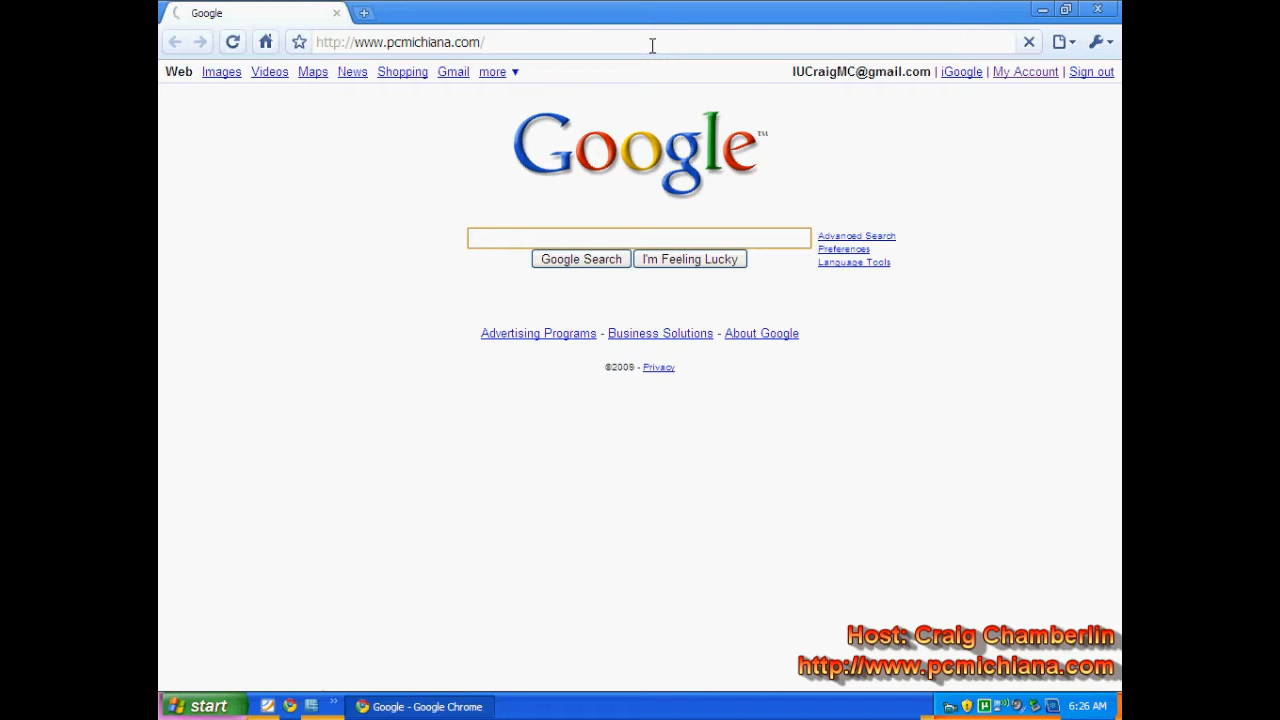 Google
http://www.pcmichiana.com/
Web Images Videos Maps News Shopping Gmail more ▼ IUCraigMC@gmail.com | iGoogle | My Account | Sign out
Google™
Advanced Search
Preferences
Language Tools
Google Search I'm Feeling Lucky
Advertising Programs - Business Solutions - About Google
©2009 - Privacy
Host: Craig Chamberlin
http://www.pcmichiana.com
start » Google - Google Chrome 6:26 AM